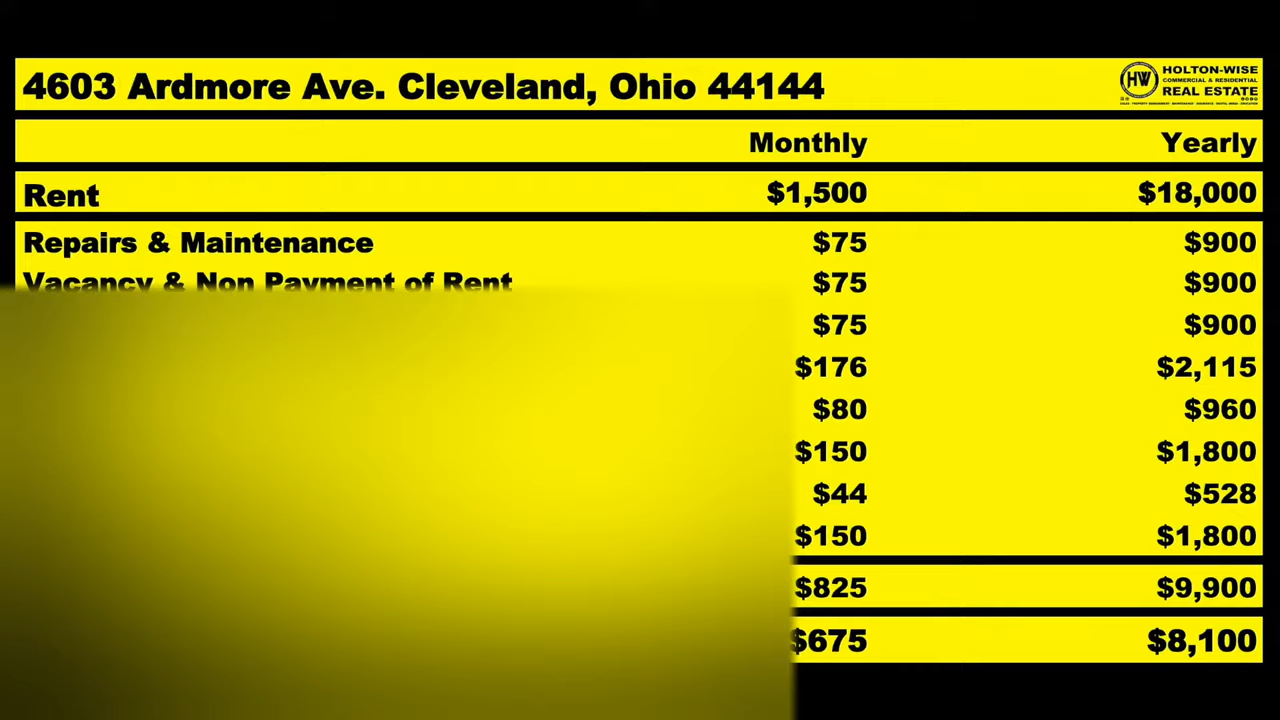 4603 Ardmore Ave. Cleveland, Ohio 44144
HW
HOLTON-WISE
COMMERCIAL & RESIDENTIAL
REAL ESTATE
Monthly Yearly
Rent $1,500 $18,000
Repairs & Maintenance $75 $900
Vacancy & Non Payment of Rent $75 $900
$75 $900
$176 $2,115
$80 $960
$150 $1,800
$44 $528
$150 $1,800
$825 $9,900
$675 $8,100